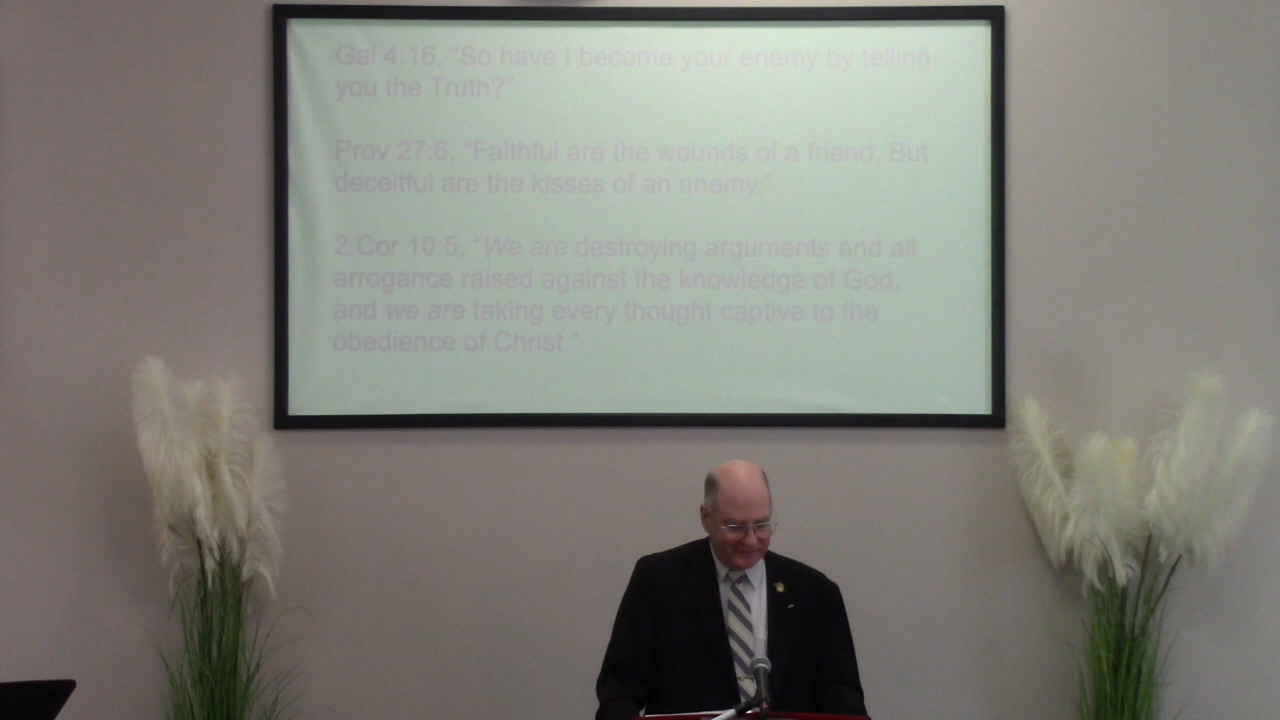 Gal 4:16, “So have I become your enemy by telling
you the Truth?”
Prov 27:6, “Faithful are the wounds of a friend, But
deceitful are the kisses of an enemy.”
2 Cor 10:5, “We are destroying arguments and all
arrogance raised against the knowledge of God,
and we are taking every thought captive to the
obedience of Christ.”